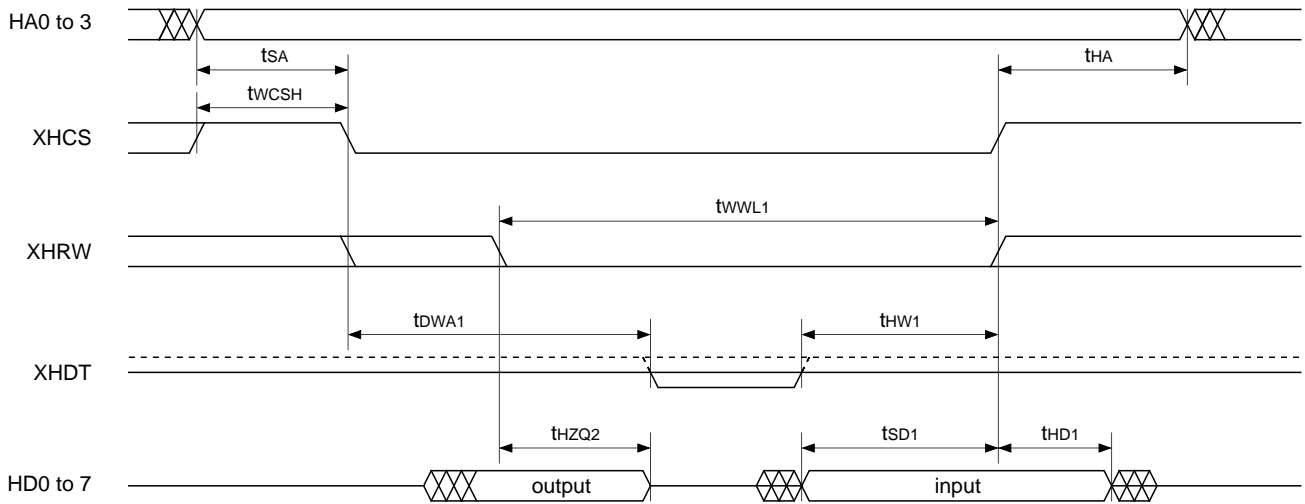 HA0 to 3
tSA
tHA
tWCSH
XHCS
tWWL1
XHRW
tDWA1
tHW1
XHDT
tHZQ2
tSD1
tHD1
HD0 to 7
output
input